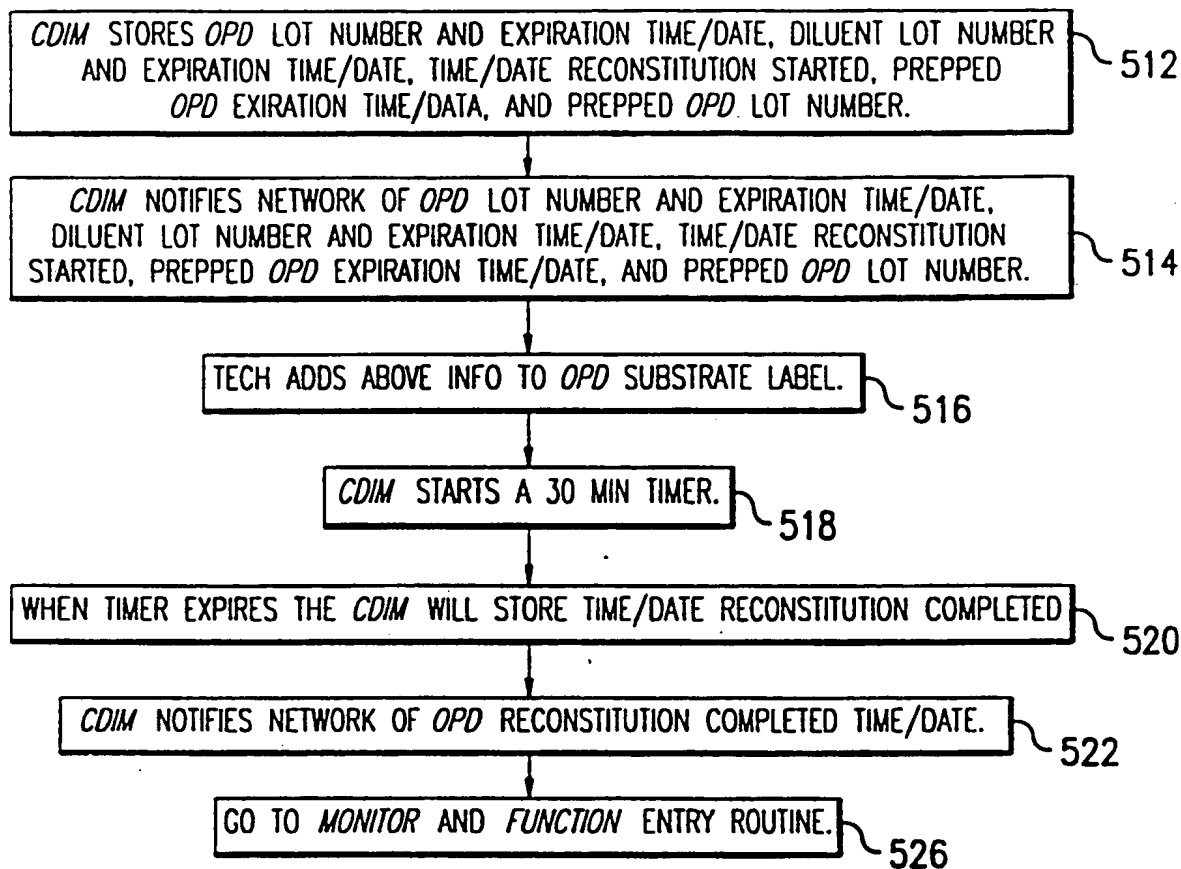 CDIM STORES OPD LOT NUMBER AND EXPIRATION TIME/DATE, DILUENT LOT NUMBER
AND EXPIRATION TIME/DATE, TIME/DATE RECONSTITUTION STARTED, PREPPED
OPD EXIRATION TIME/DATA, AND PREPPED OPD LOT NUMBER.
512
CDIM NOTIFIES NETWORK OF OPD LOT NUMBER AND EXPIRATION TIME/DATE,
DILUENT LOT NUMBER AND EXPIRATION TIME/DATE, TIME/DATE RECONSTITUTION
STARTED, PREPPED OPD EXPIRATION TIME/DATE, AND PREPPED OPD LOT NUMBER.
514
TECH ADDS ABOVE INFO TO OPD SUBSTRATE LABEL.
516
CDIM STARTS A 30 MIN TIMER.
518
WHEN TIMER EXPIRES THE CDIM WILL STORE TIME/DATE RECONSTITUTION COMPLETED
520
CDIM NOTIFIES NETWORK OF OPD RECONSTITUTION COMPLETED TIME/DATE.
522
GO TO MONITOR AND FUNCTION ENTRY ROUTINE.
526